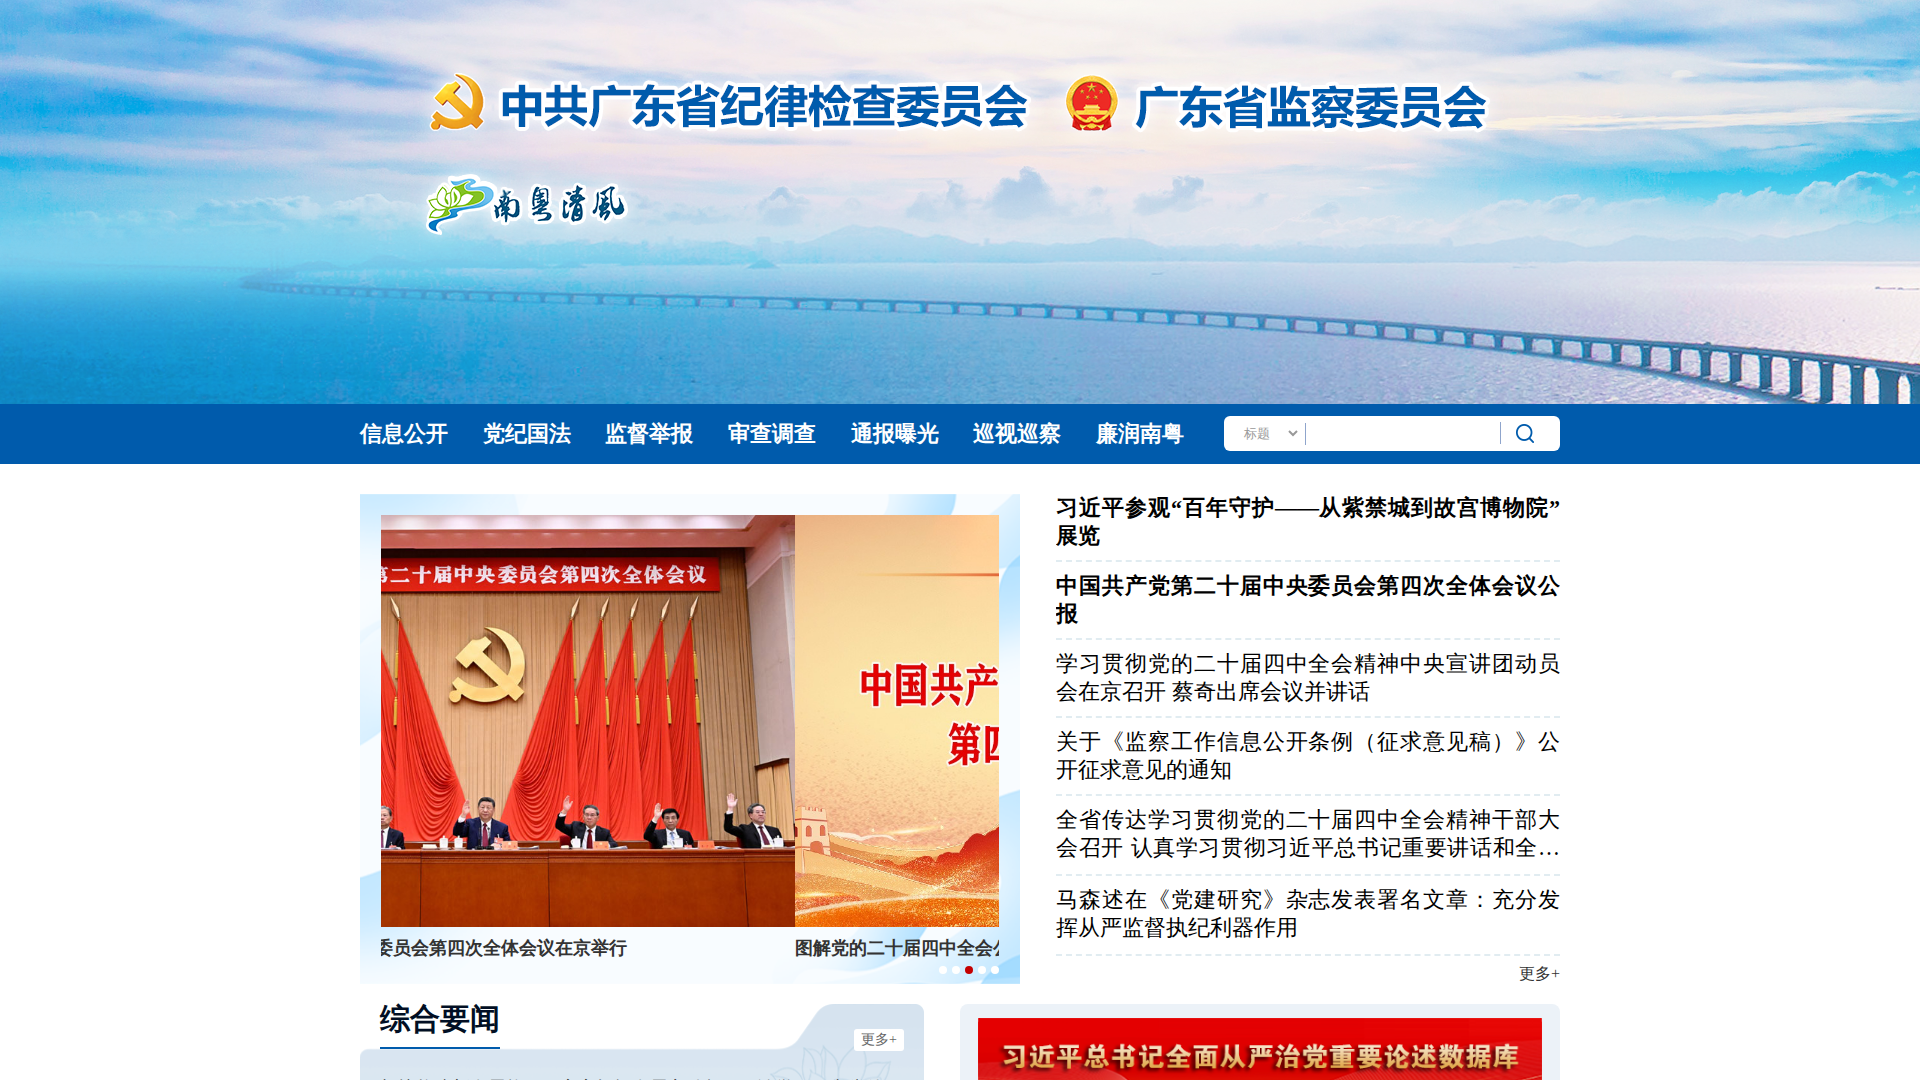 中共广东省纪律检查委员会 广东省监察委员会
南粤清風
信息公开 党纪国法 监督举报 审查调查 通报曝光 巡视巡察 廉润南粤 标题
第二十届中央委员会第四次全体会议
中国共产
第四
委员会第四次全体会议在京举行 图解党的二十届四中全会
习近平参观“百年守护——从紫禁城到故宫博物院”
展览
中国共产党第二十届中央委员会第四次全体会议公
报
学习贯彻党的二十届四中全会精神中央宣讲团动员
会在京召开 蔡奇出席会议并讲话
关于《监察工作信息公开条例（征求意见稿）》公
开征求意见的通知
全省传达学习贯彻党的二十届四中全会精神干部大
会召开 认真学习贯彻习近平总书记重要讲话和全…
马森述在《党建研究》杂志发表署名文章：充分发
挥从严监督执纪利器作用
更多+
综合要闻
更多+
习近平总书记全面从严治党重要论述数据库